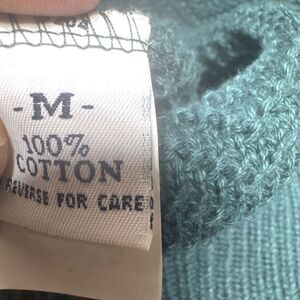 - M -
100%
COTTON
REVERSE FOR CARE